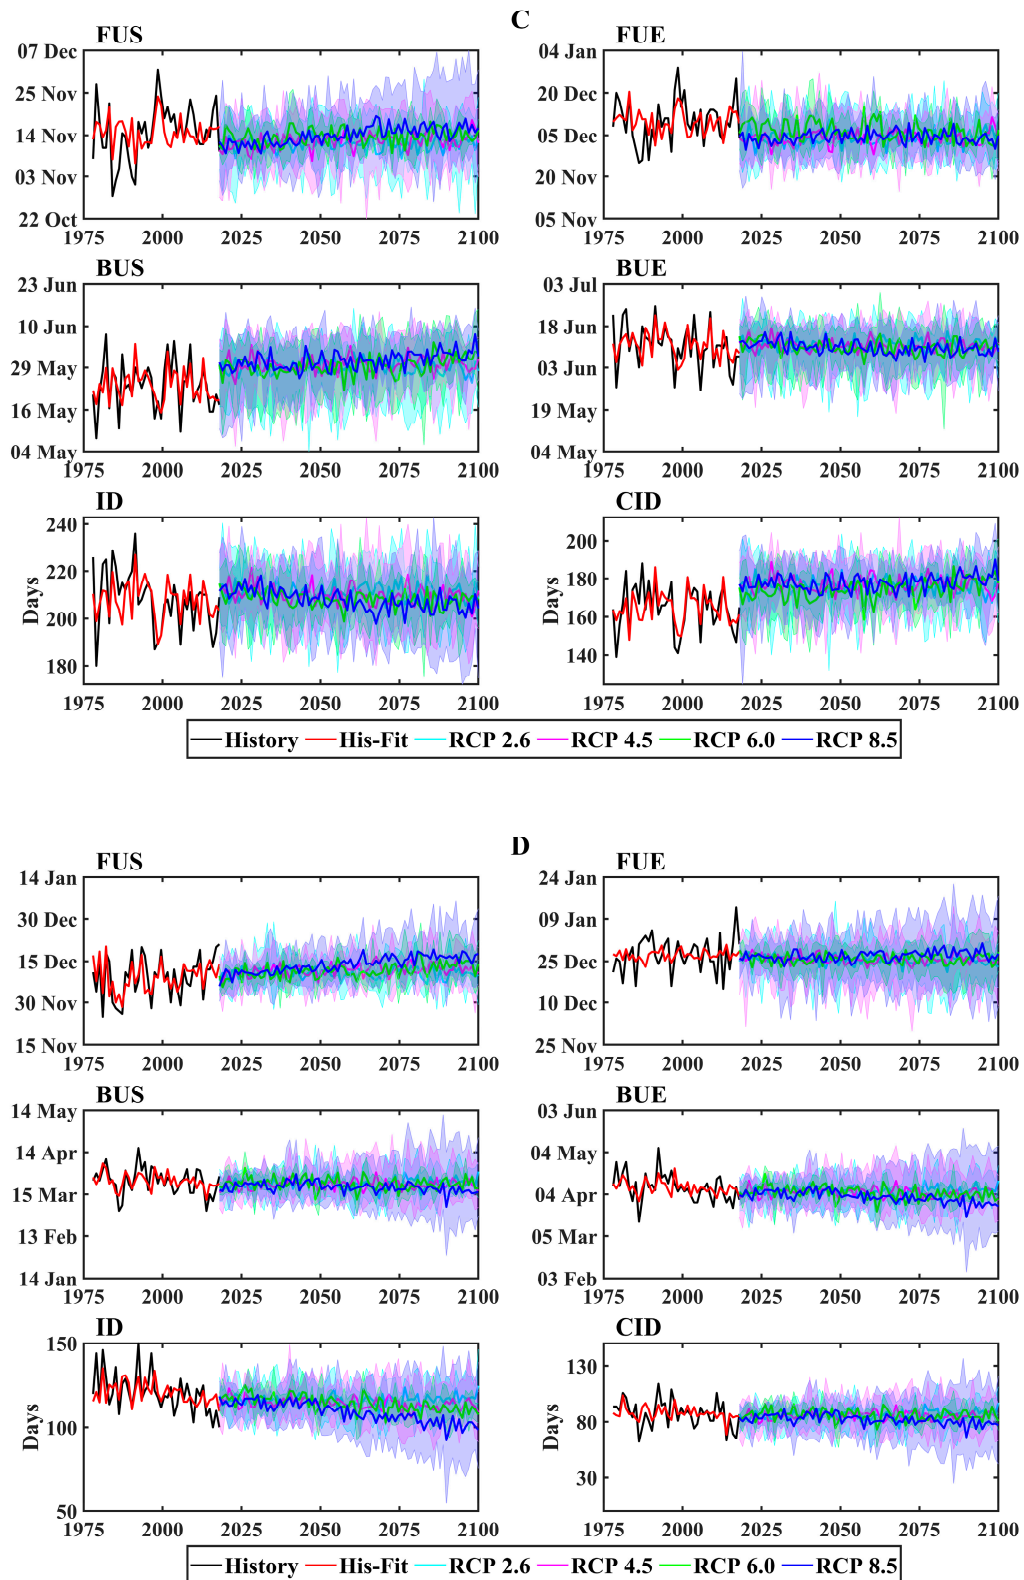 C
FUS FUE
07 Dec 04 Jan
25 Nov 20 Dec
14 Nov 05 Dec
03 Nov 20 Nov
22 Oct 05 Nov
1975 2000 2025 2050 2075 2100 1975 2000 2025 2050 2075 2100
BUS BUE
23 Jun 03 Jul
10 Jun 18 Jun
29 May 03 Jun
16 May 19 May
04 May 04 May
1975 2000 2025 2050 2075 2100 1975 2000 2025 2050 2075 2100
ID CID
240 200
220 180
200 160
180 140
Days Days
1975 2000 2025 2050 2075 2100 1975 2000 2025 2050 2075 2100
History His-Fit RCP 2.6 RCP 4.5 RCP 6.0 RCP 8.5
D
FUS FUE
14 Jan 24 Jan
30 Dec 09 Jan
15 Dec 25 Dec
30 Nov 10 Dec
15 Nov 25 Nov
1975 2000 2025 2050 2075 2100 1975 2000 2025 2050 2075 2100
BUS BUE
14 May 03 Jun
14 Apr 04 May
15 Mar 04 Apr
13 Feb 05 Mar
14 Jan 03 Feb
1975 2000 2025 2050 2075 2100 1975 2000 2025 2050 2075 2100
ID CID
150 130
100 80
50 30
Days Days
1975 2000 2025 2050 2075 2100 1975 2000 2025 2050 2075 2100
History His-Fit RCP 2.6 RCP 4.5 RCP 6.0 RCP 8.5